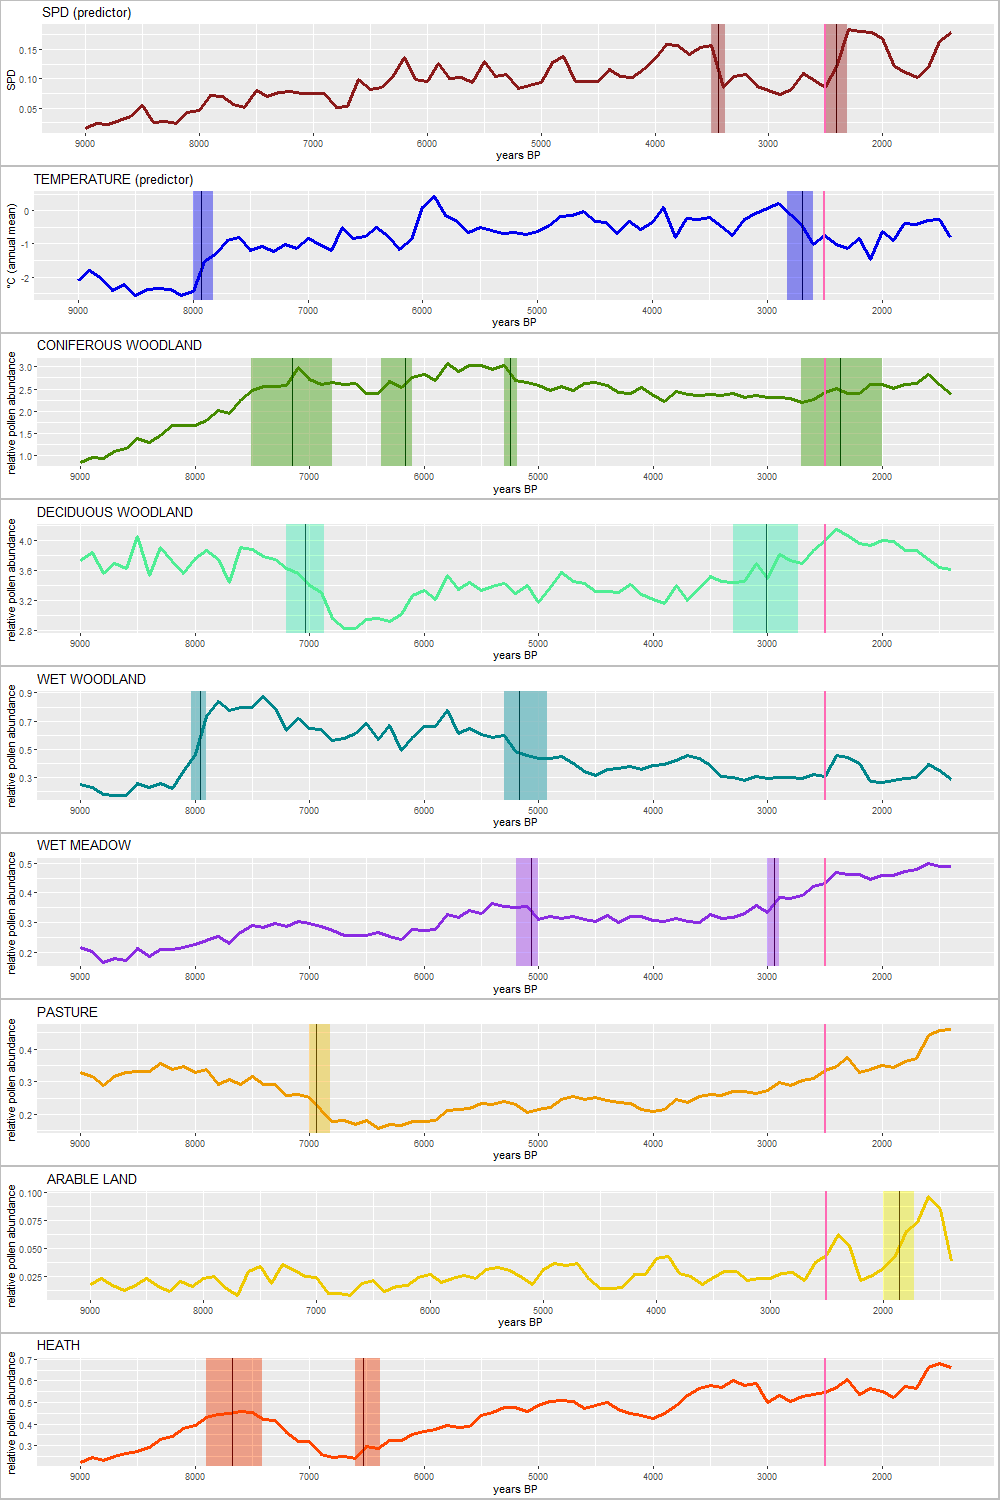 SPD (predictor)
SPD
0.15
0.10
0.05
9000 8000 7000 6000 5000 4000 3000 2000
years BP
TEMPERATURE (predictor)
°C (annual mean)
0
-1
-2
9000 8000 7000 6000 5000 4000 3000 2000
years BP
CONIFEROUS WOODLAND
relative pollen abundance
3.0
2.5
2.0
1.5
1.0
9000 8000 7000 6000 5000 4000 3000 2000
years BP
DECIDUOUS WOODLAND
relative pollen abundance
4.0
3.6
3.2
2.8
9000 8000 7000 6000 5000 4000 3000 2000
years BP
WET WOODLAND
relative pollen abundance
0.9
0.7
0.5
0.3
9000 8000 7000 6000 5000 4000 3000 2000
years BP
WET MEADOW
relative pollen abundance
0.5
0.4
0.3
0.2
9000 8000 7000 6000 5000 4000 3000 2000
years BP
PASTURE
relative pollen abundance
0.4
0.3
0.2
9000 8000 7000 6000 5000 4000 3000 2000
years BP
ARABLE LAND
relative pollen abundance
0.100
0.075
0.050
0.025
9000 8000 7000 6000 5000 4000 3000 2000
years BP
HEATH
relative pollen abundance
0.7
0.6
0.5
0.4
0.3
9000 8000 7000 6000 5000 4000 3000 2000
years BP